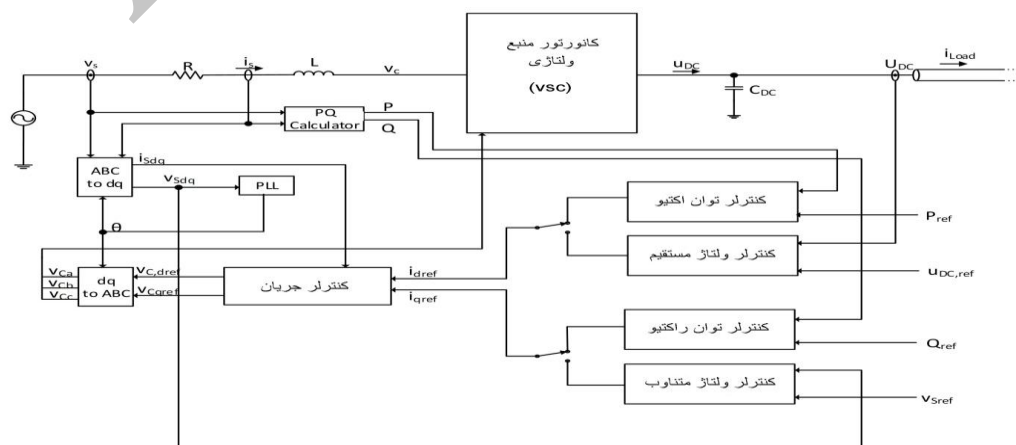 کانورتور منبع
ولتاژی
(vsc)
vs
R
is
L
vc
uDC
CDC
UDC
iLoad
PQ
Calculator
P
Q
ABC
to dq
iSdq
vSdq
PLL
θ
کنترلر توان اکتیو
Pref
کنترلر ولتاژ مستقیم
uDC,ref
vCa
vCb
vCc
dq
to ABC
vC,dref
vCqref
کنترلر جریان
idref
iqref
کنترلر توان راکتیو
Qref
کنترلر ولتاژ متناوب
vSref